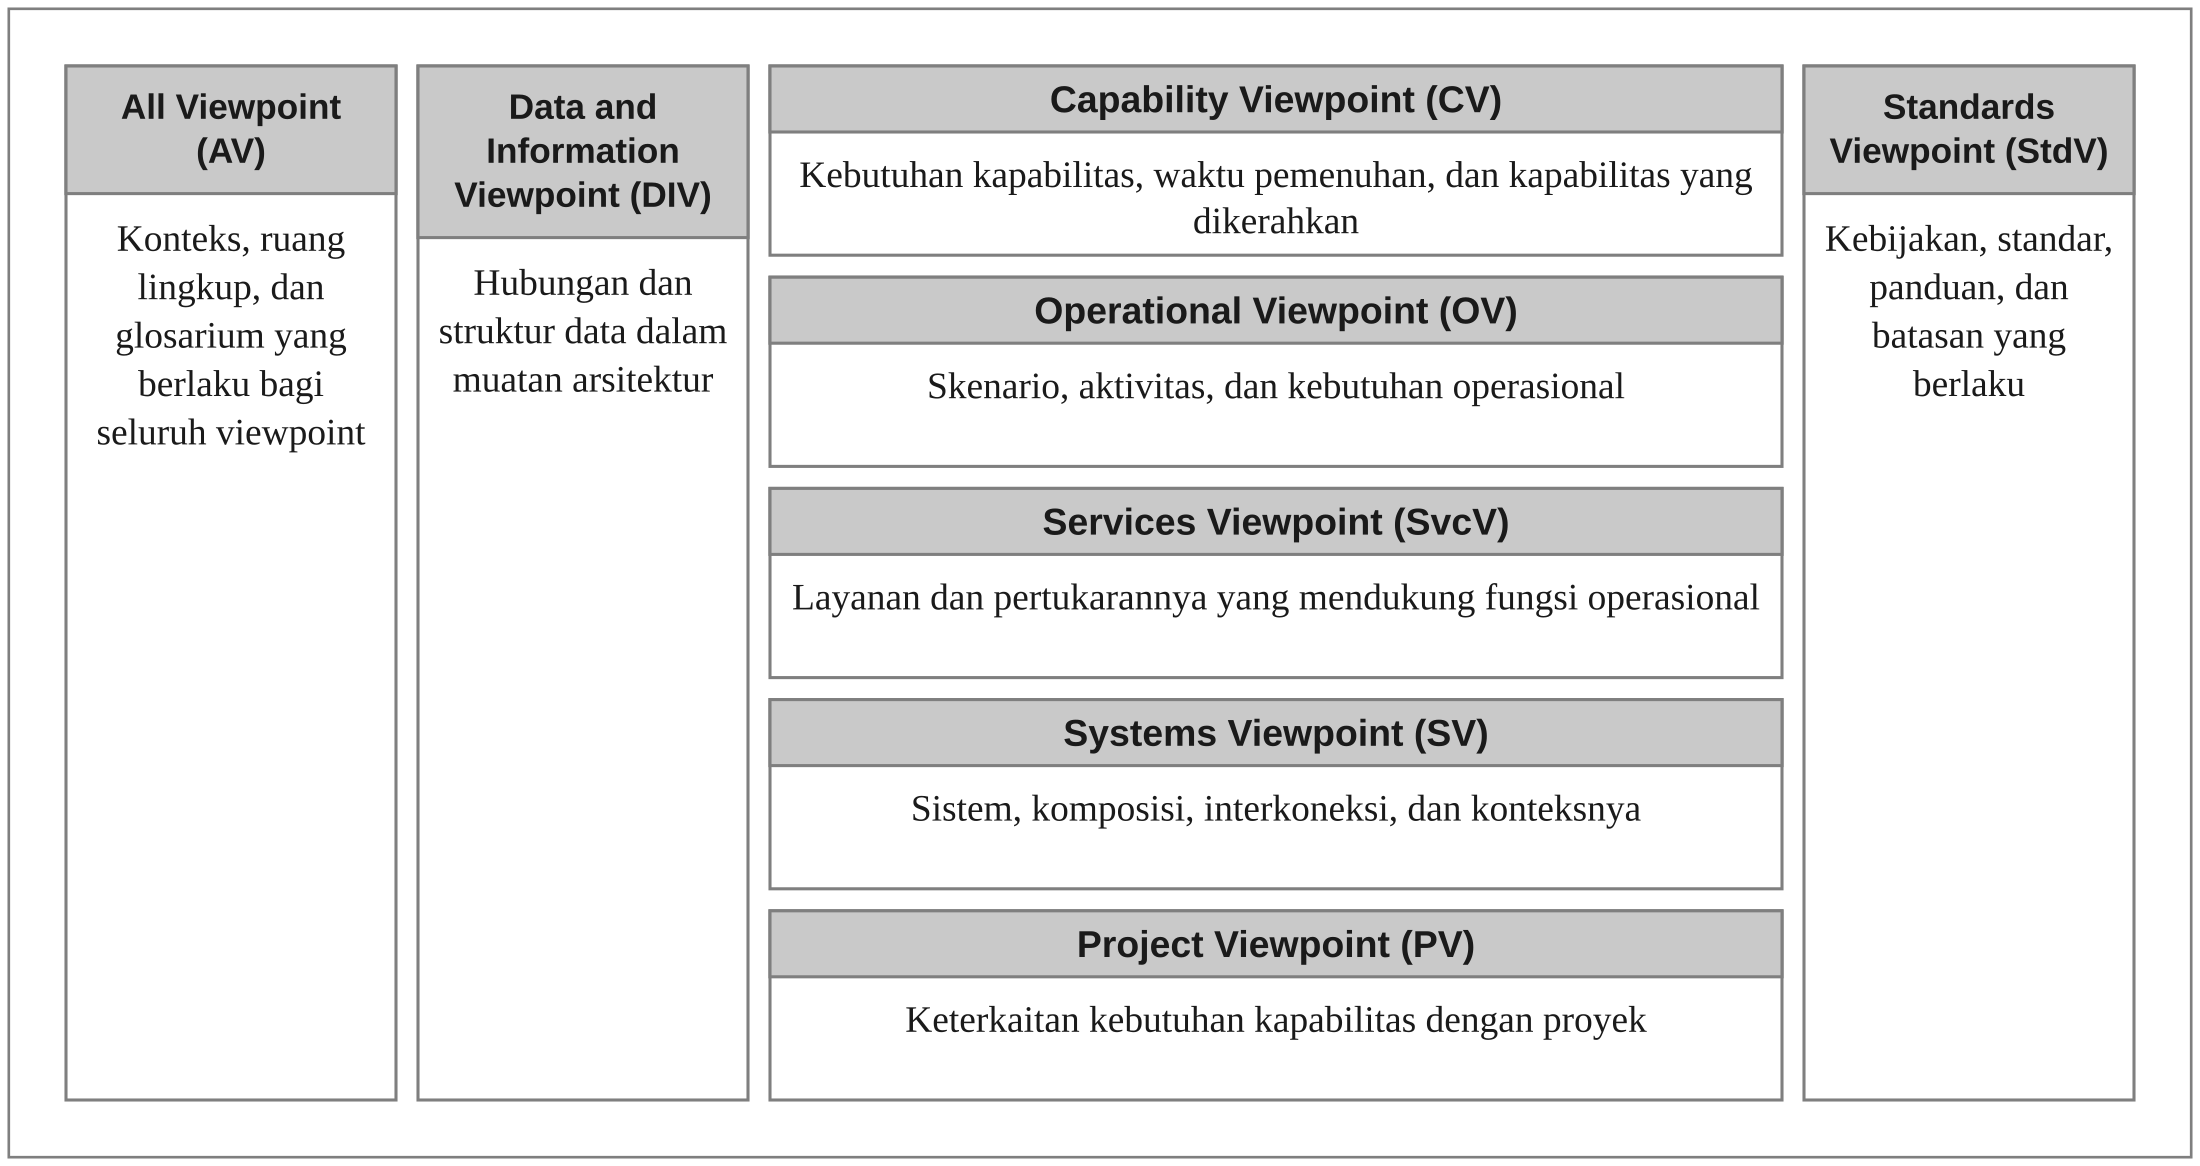 All Viewpoint
(AV)
Konteks, ruang
lingkup, dan
glosarium yang
berlaku bagi
seluruh viewpoint
Data and
Information
Viewpoint (DIV)
Hubungan dan
struktur data dalam
muatan arsitektur
Capability Viewpoint (CV)
Kebutuhan kapabilitas, waktu pemenuhan, dan kapabilitas yang
dikerahkan
Operational Viewpoint (OV)
Skenario, aktivitas, dan kebutuhan operasional
Services Viewpoint (SvcV)
Layanan dan pertukarannya yang mendukung fungsi operasional
Systems Viewpoint (SV)
Sistem, komposisi, interkoneksi, dan konteksnya
Project Viewpoint (PV)
Keterkaitan kebutuhan kapabilitas dengan proyek
Standards
Viewpoint (StdV)
Kebijakan, standar,
panduan, dan
batasan yang
berlaku